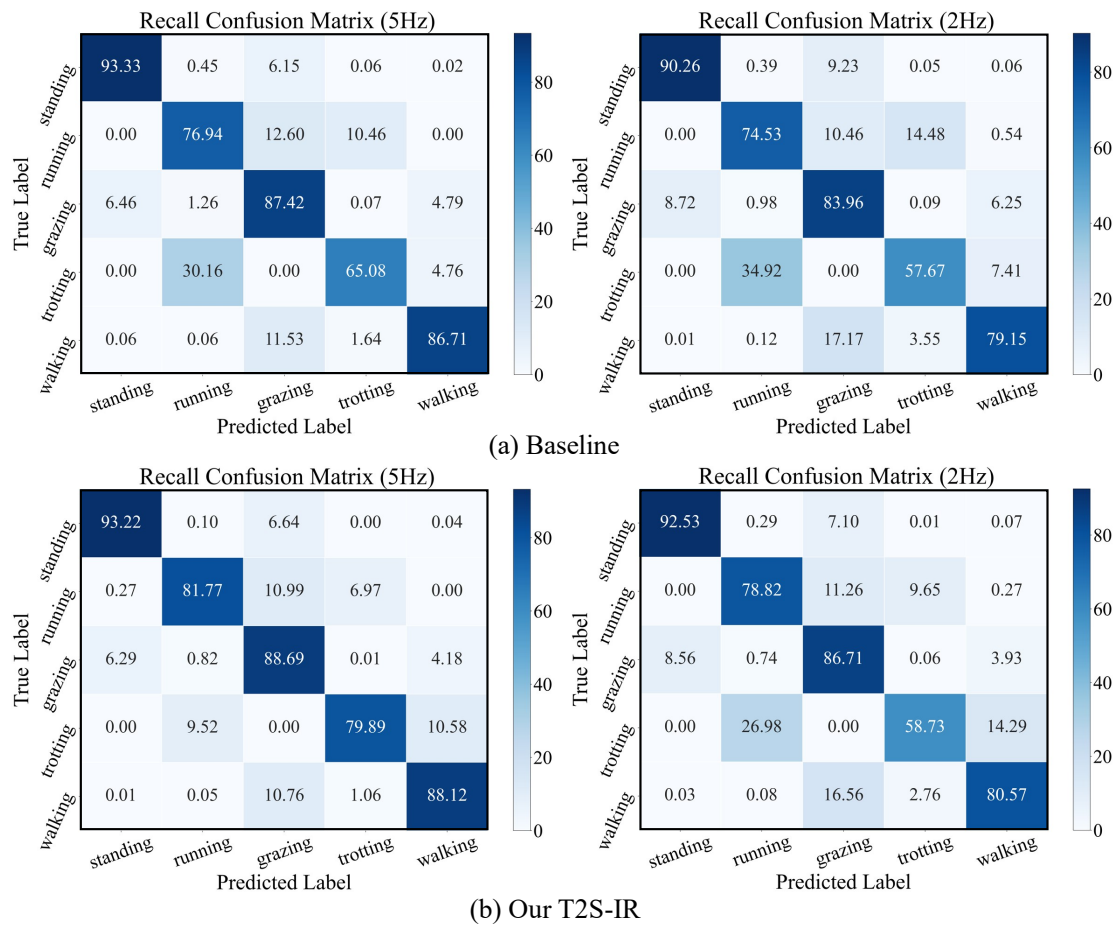 Recall Confusion Matrix (5Hz)
True Label
standing 93.33 0.45 6.15 0.06 0.02
running 0.00 76.94 12.60 10.46 0.00
grazing 6.46 1.26 87.42 0.07 4.79
trotting 0.00 30.16 0.00 65.08 4.76
walking 0.06 0.06 11.53 1.64 86.71
standing running grazing trotting walking
Predicted Label
80
60
40
20
0
Recall Confusion Matrix (2Hz)
True Label
standing 90.26 0.39 9.23 0.05 0.06
running 0.00 74.53 10.46 14.48 0.54
grazing 8.72 0.98 83.96 0.09 6.25
trotting 0.00 34.92 0.00 57.67 7.41
walking 0.01 0.12 17.17 3.55 79.15
standing running grazing trotting walking
Predicted Label
80
60
40
20
0
(a) Baseline
Recall Confusion Matrix (5Hz)
True Label
standing 93.22 0.10 6.64 0.00 0.04
running 0.27 81.77 10.99 6.97 0.00
grazing 6.29 0.82 88.69 0.01 4.18
trotting 0.00 9.52 0.00 79.89 10.58
walking 0.01 0.05 10.76 1.06 88.12
standing running grazing trotting walking
Predicted Label
80
60
40
20
0
Recall Confusion Matrix (2Hz)
True Label
standing 92.53 0.29 7.10 0.01 0.07
running 0.00 78.82 11.26 9.65 0.27
grazing 8.56 0.74 86.71 0.06 3.93
trotting 0.00 26.98 0.00 58.73 14.29
walking 0.03 0.08 16.56 2.76 80.57
standing running grazing trotting walking
Predicted Label
80
60
40
20
0
(b) Our T2S-IR